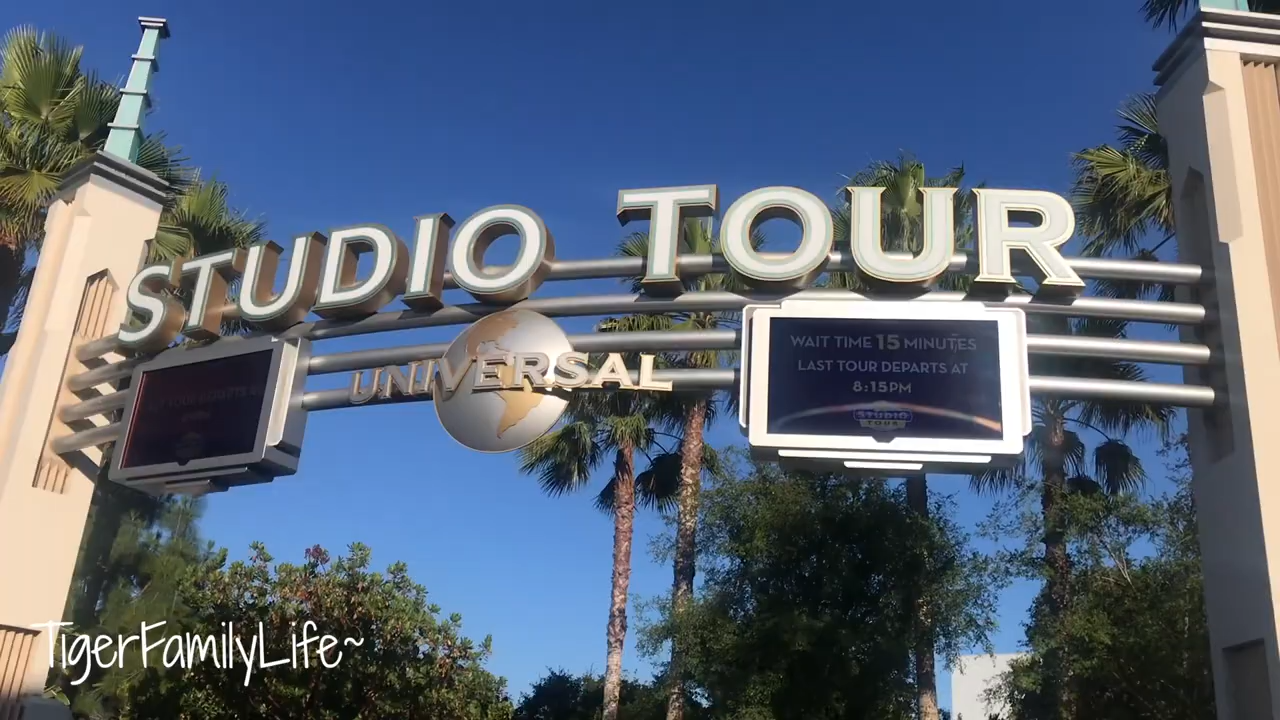 STUDIO TOUR
UNIVERSAL
WAIT TIME 15 MINUTES
LAST TOUR DEPARTS AT
8:15PM
STUDIO
TOUR
TigerFamilyLife~